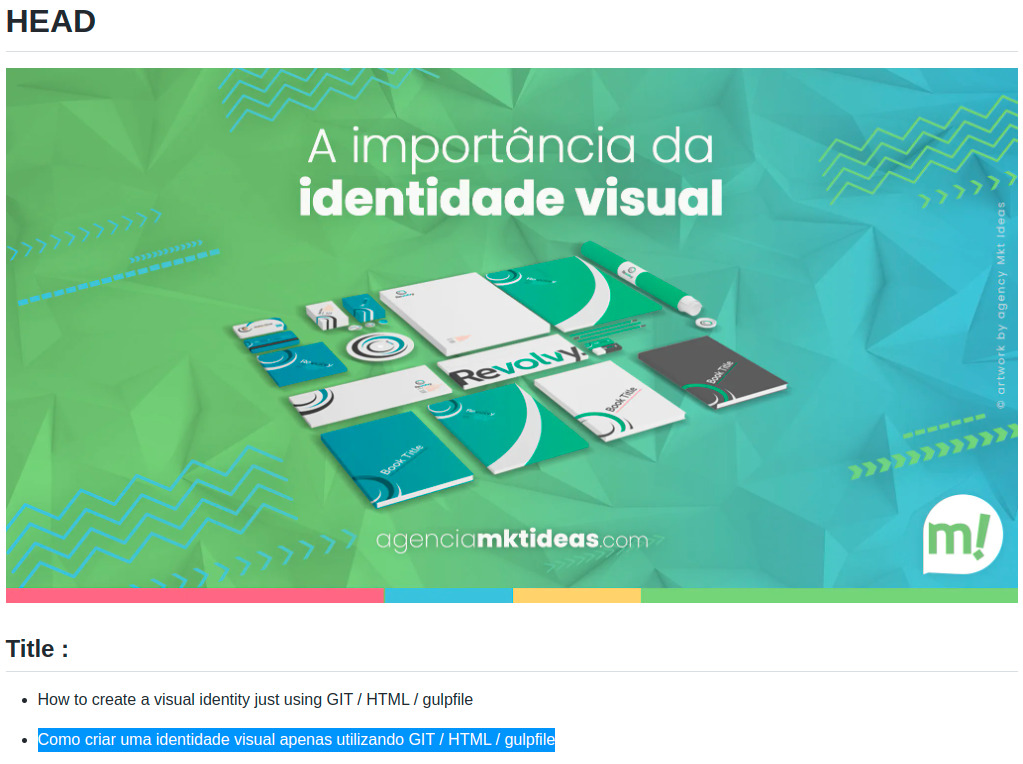 HEAD
A importância da
identidade visual
© artwork by agency Mkt Ideas
Revolvy.
Book Title
Book Title
Book Title
agenciamktideas.com
m!
Title :
How to create a visual identity just using GIT / HTML / gulpfile
Como criar uma identidade visual apenas utilizando GIT / HTML / gulpfile